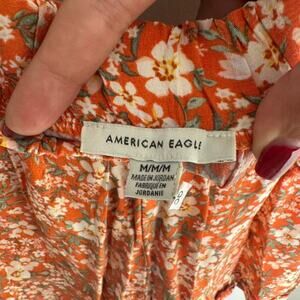 AMERICAN EAGLE
M/M/M
MADE IN JORDAN
FABRIQUÉ EN
JORDANIE